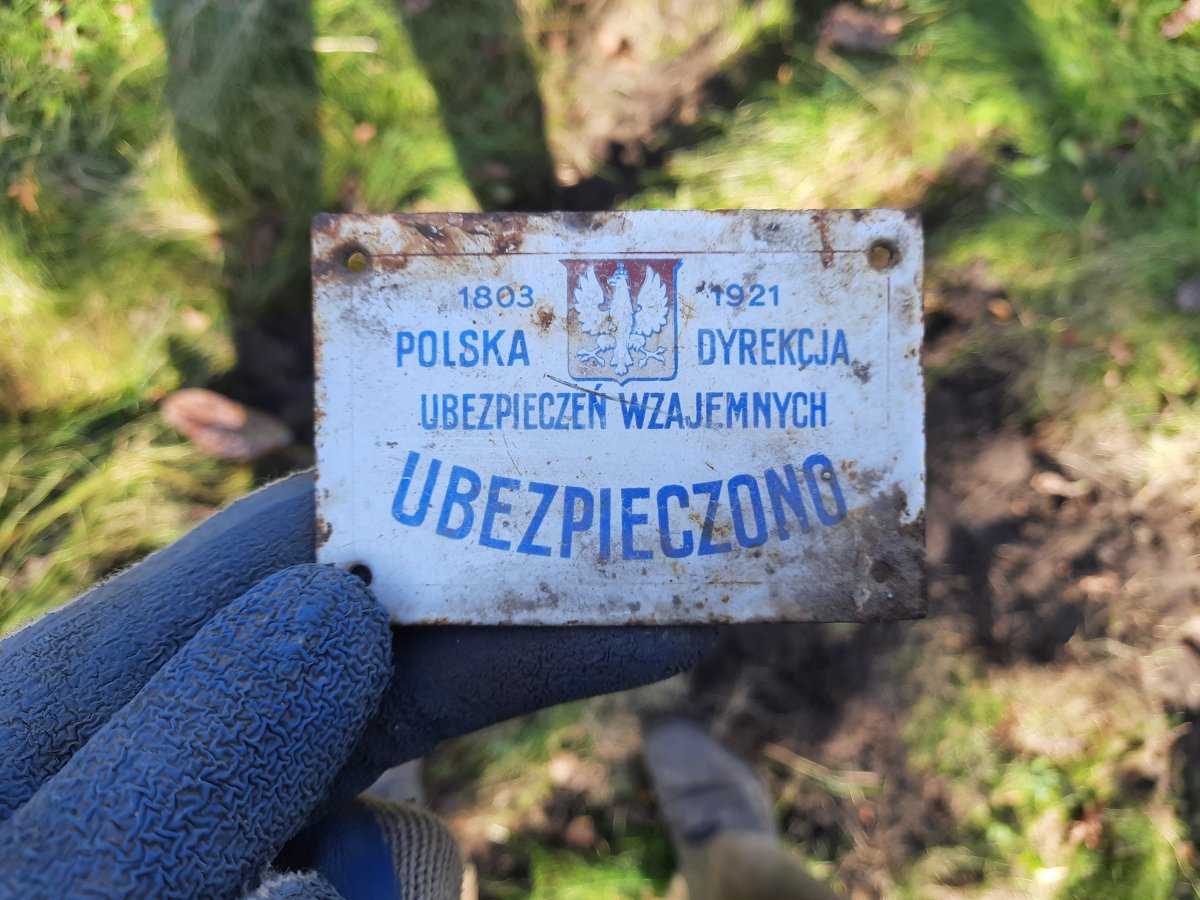 1803 1921
POLSKA DYREKCJA
UBEZPIECZEŃ WZAJEMNYCH
UBEZPIECZONO